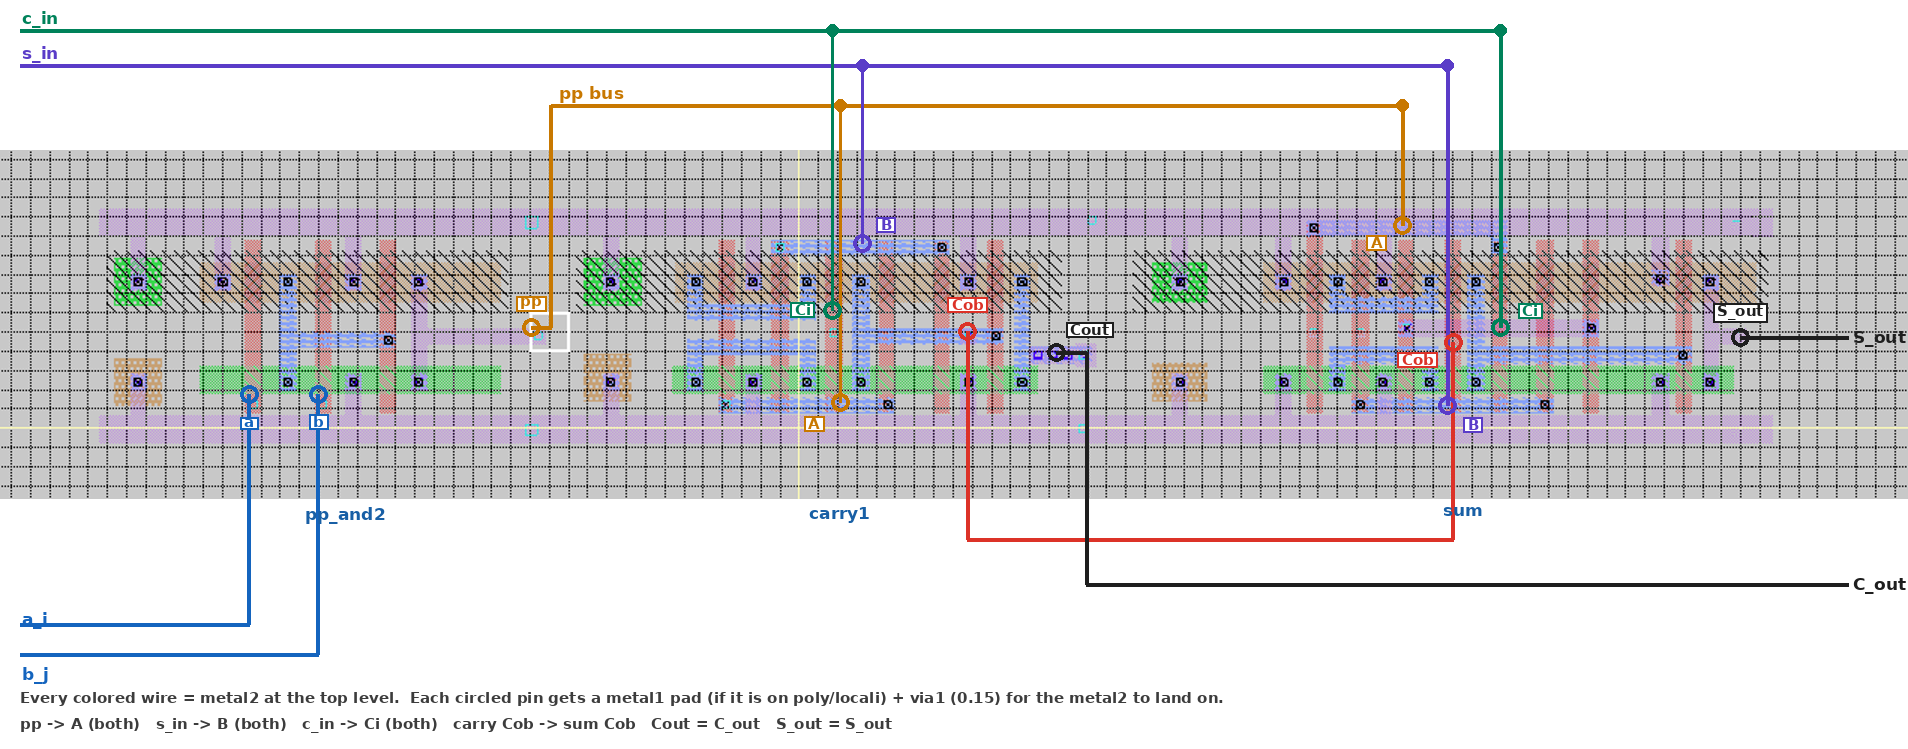 c_in
s_in
pp bus
B
A
pp
Ci
Cob
Cout
Ci
S_out
S_out
Cob
a
b
A
B
pp_and2
carry1
sum
C_out
a_i
b_j
Every colored wire = metal2 at the top level.  Each circled pin gets a metal1 pad (if it is on poly/locali) + via1 (0.15) for the metal2 to land on.
pp -> A (both)   s_in -> B (both)   c_in -> Ci (both)   carry Cob -> sum Cob   Cout = C_out   S_out = S_out